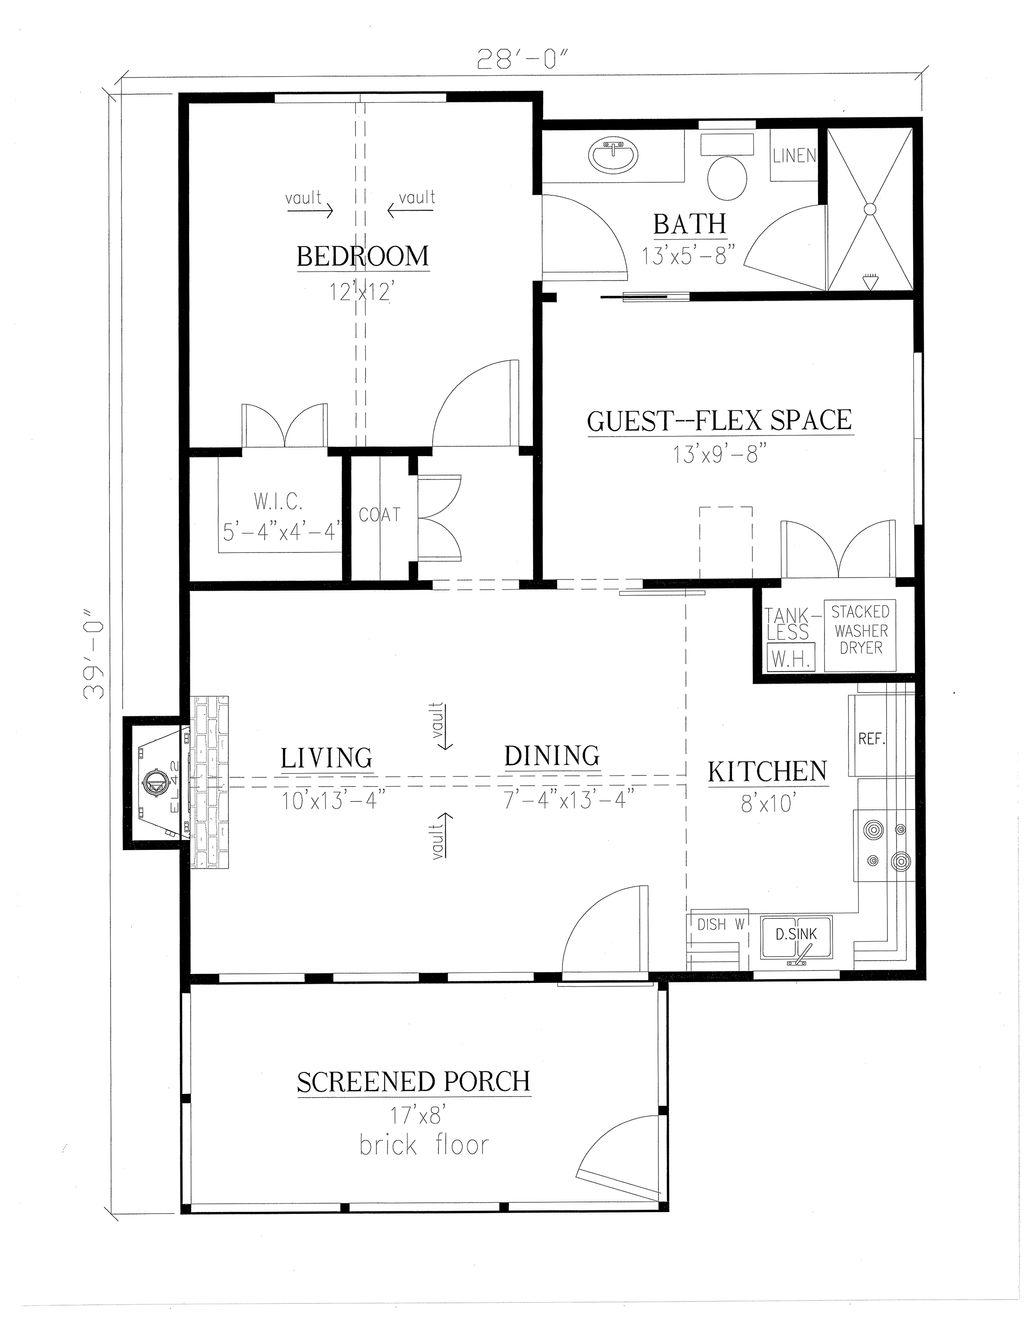 28'-0"
vault
vault
BEDROOM
12'x12'
BATH
13'x5'-8"
LINEN
GUEST--FLEX SPACE
13'x9'-8"
W.I.C.
5'-4"x4'-4"
COAT
TANK-
LESS
W.H.
STACKED
WASHER
DRYER
39'-0"
vault
LIVING
10'x13'-4"
DINING
7'-4"x13'-4"
KITCHEN
8'x10'
REF.
EL 42
vault
DISH W
D.SINK
SCREENED PORCH
17'x8'
brick floor